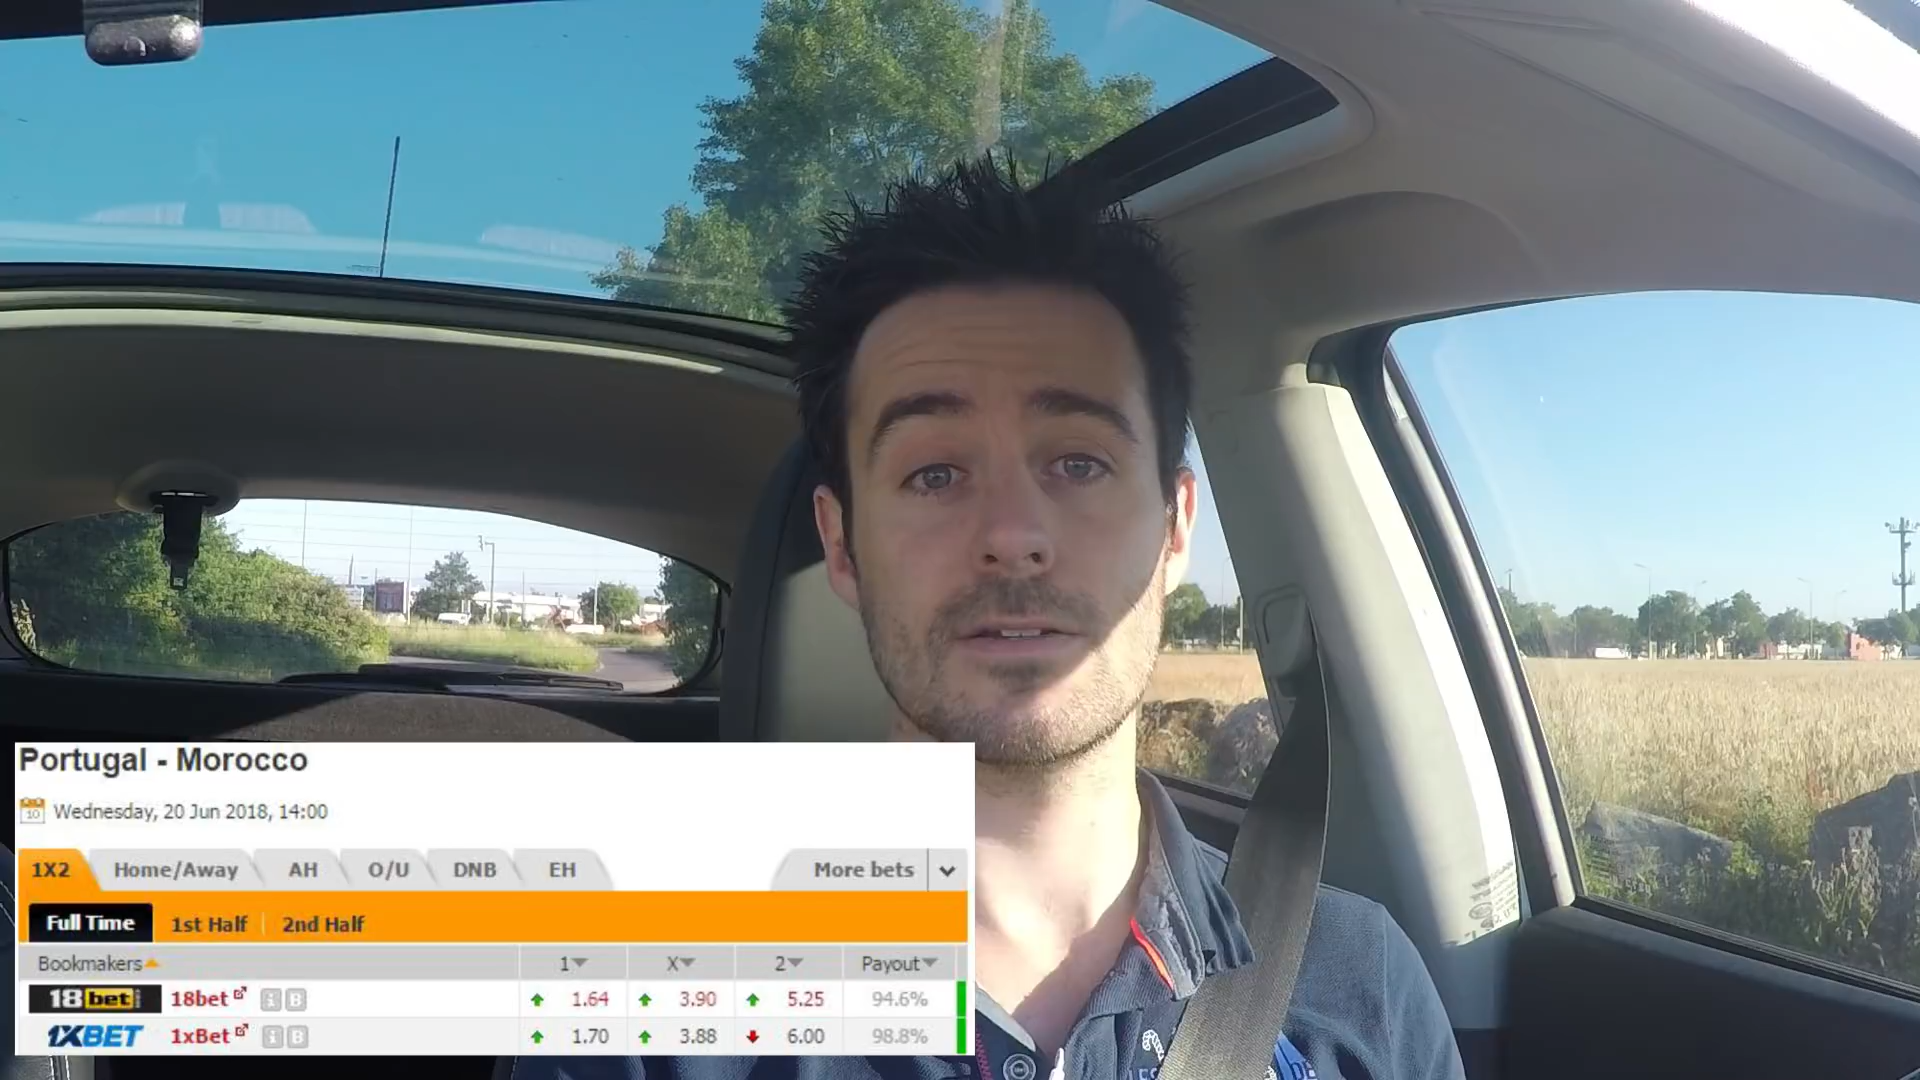 Portugal - Morocco
10 Wednesday, 20 Jun 2018, 14:00
1X2 Home/Away AH O/U DNB EH More bets
Full Time 1st Half 2nd Half
Bookmakers 1 X 2 Payout
18bet 18bet i B 1.64 3.90 5.25 94.6%
1XBET 1xBet i B 1.70 3.88 6.00 98.8%